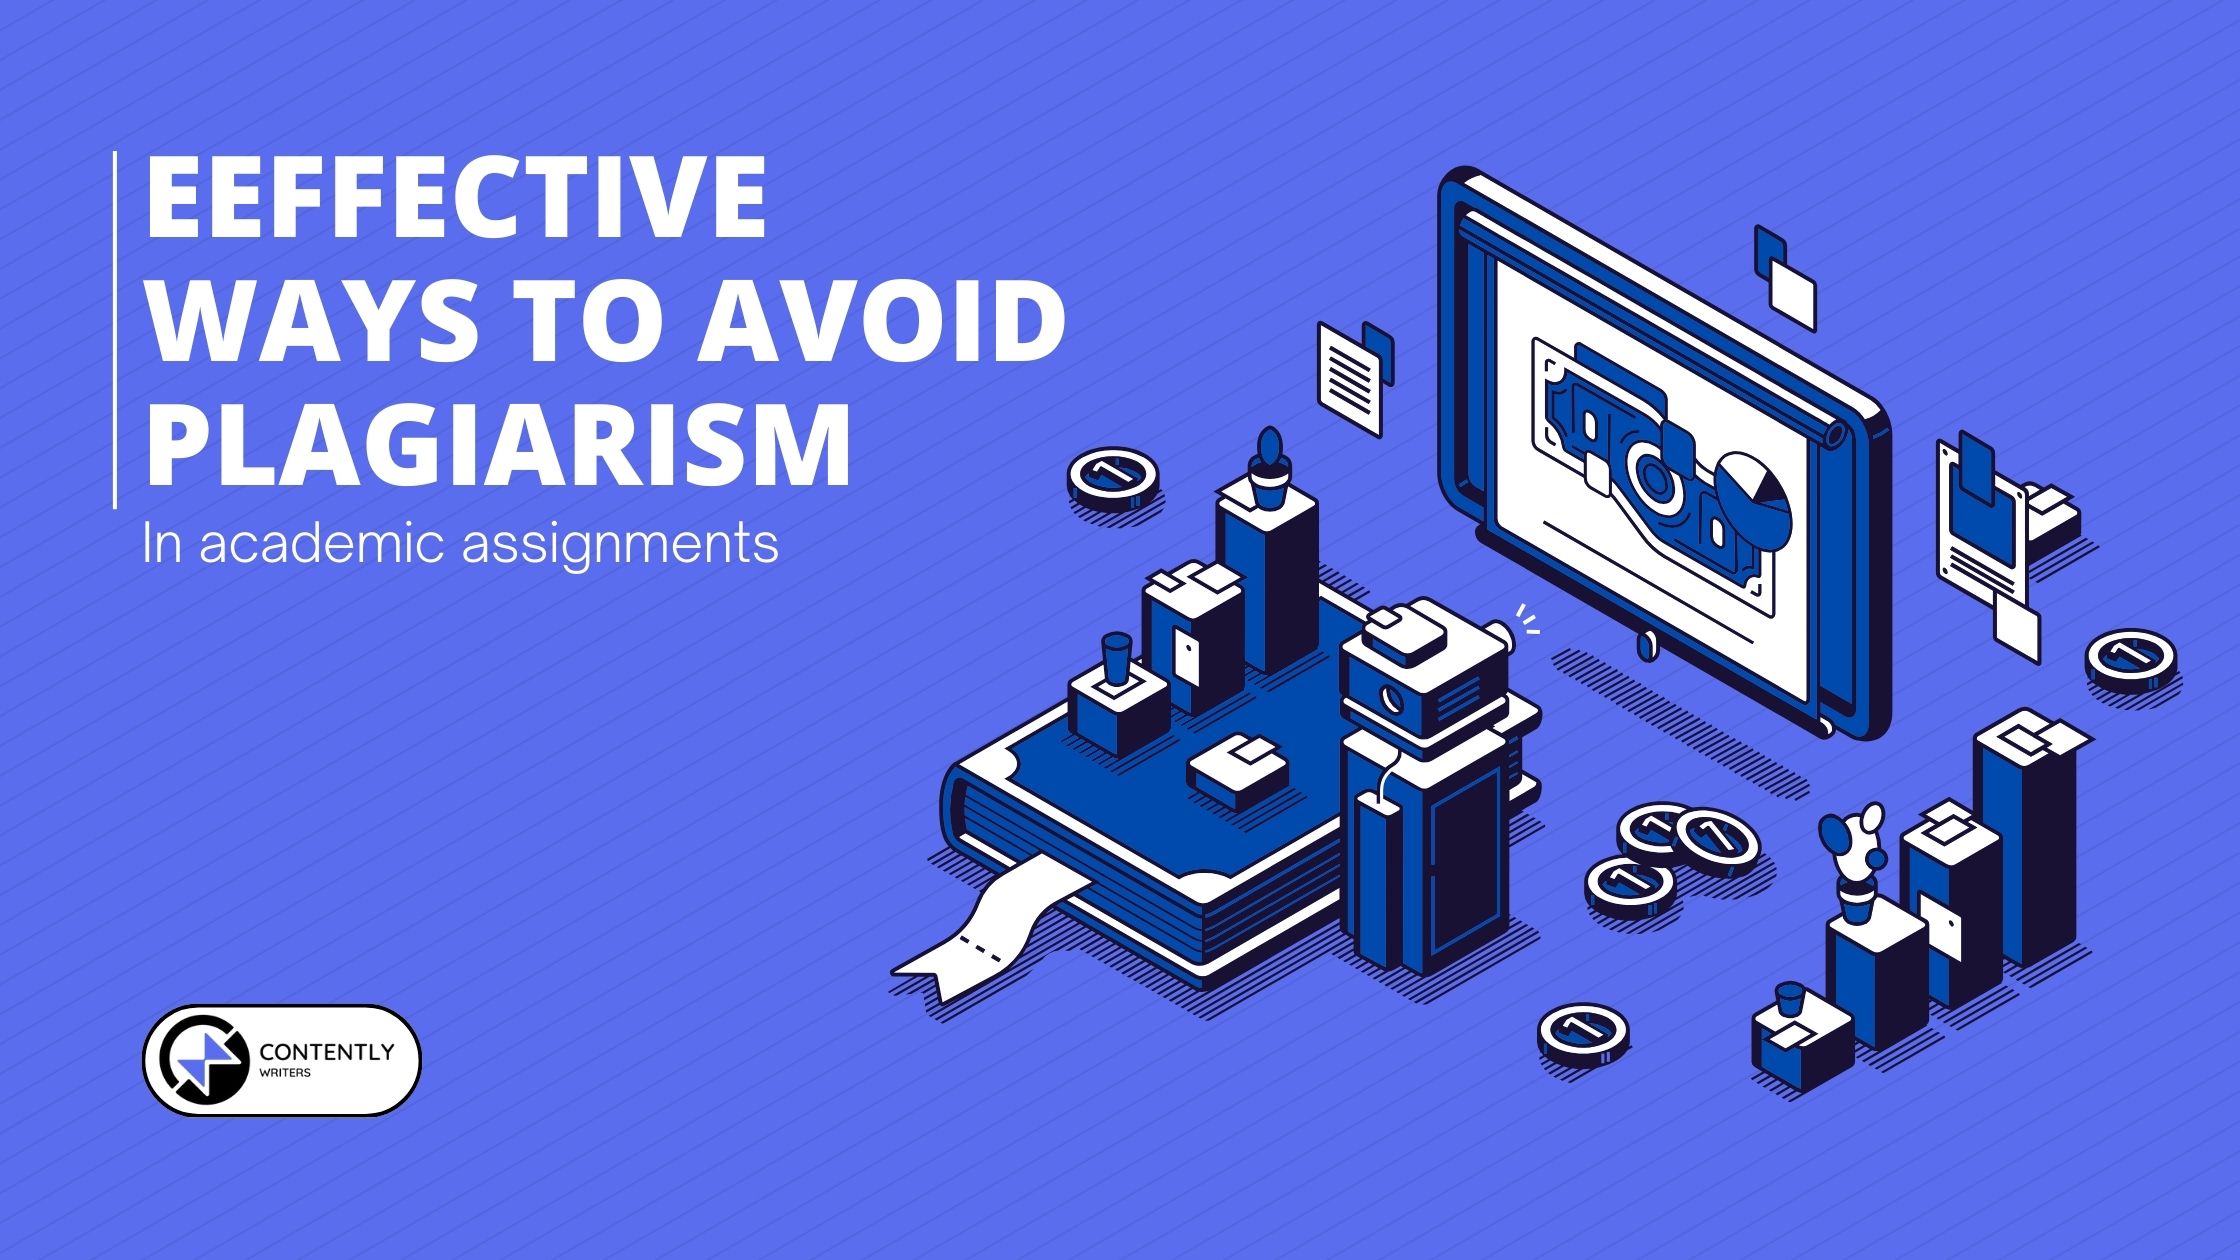 EEFFECTIVE
WAYS TO AVOID
PLAGIARISM
In academic assignments
CONTENTLY
WRITERS